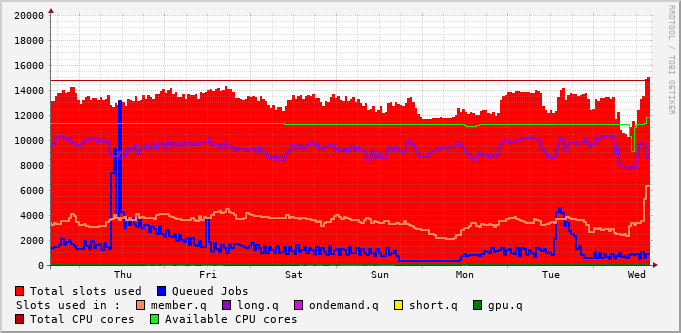 20000
18000
16000
14000
12000
10000
8000
6000
4000
2000
0
Thu Fri Sat Sun Mon Tue Wed
RRDTOOL / TOBI OETIKER
Total slots used Queued Jobs
Slots used in : member.q long.q ondemand.q short.q gpu.q
Total CPU cores Available CPU cores